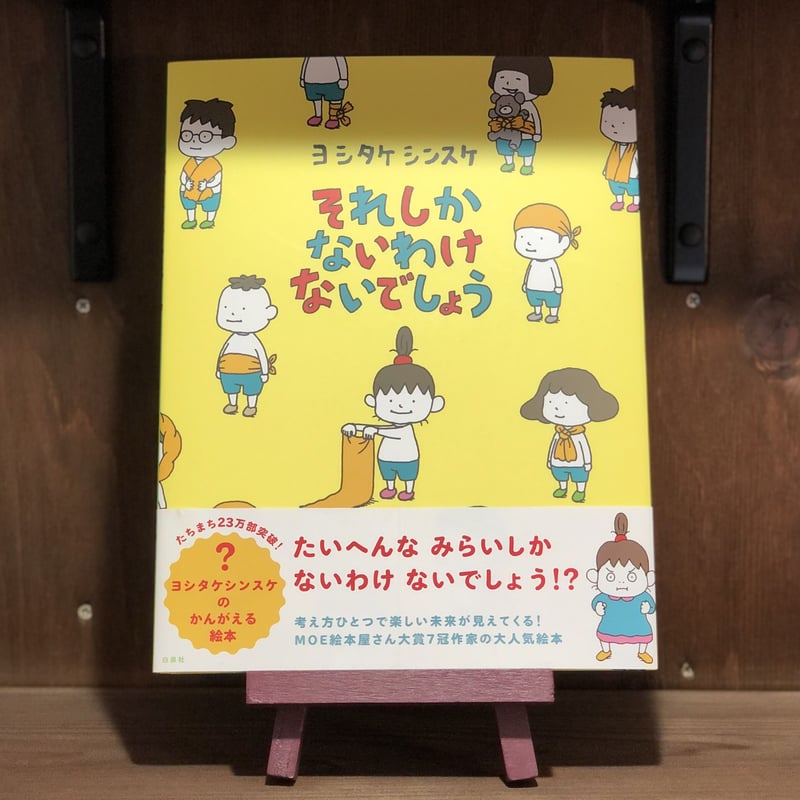 ヨシタケ シンスケ
それしか
ないわけ
ないでしょう
たちまち23万部突破!
?
ヨシタケシンスケ
の
かんがえる
絵本
たいへんな みらいしか
ないわけ ないでしょう!?
考え方ひとつで楽しい未来が見えてくる!
MOE絵本屋さん大賞7冠作家の大人気絵本
白泉社